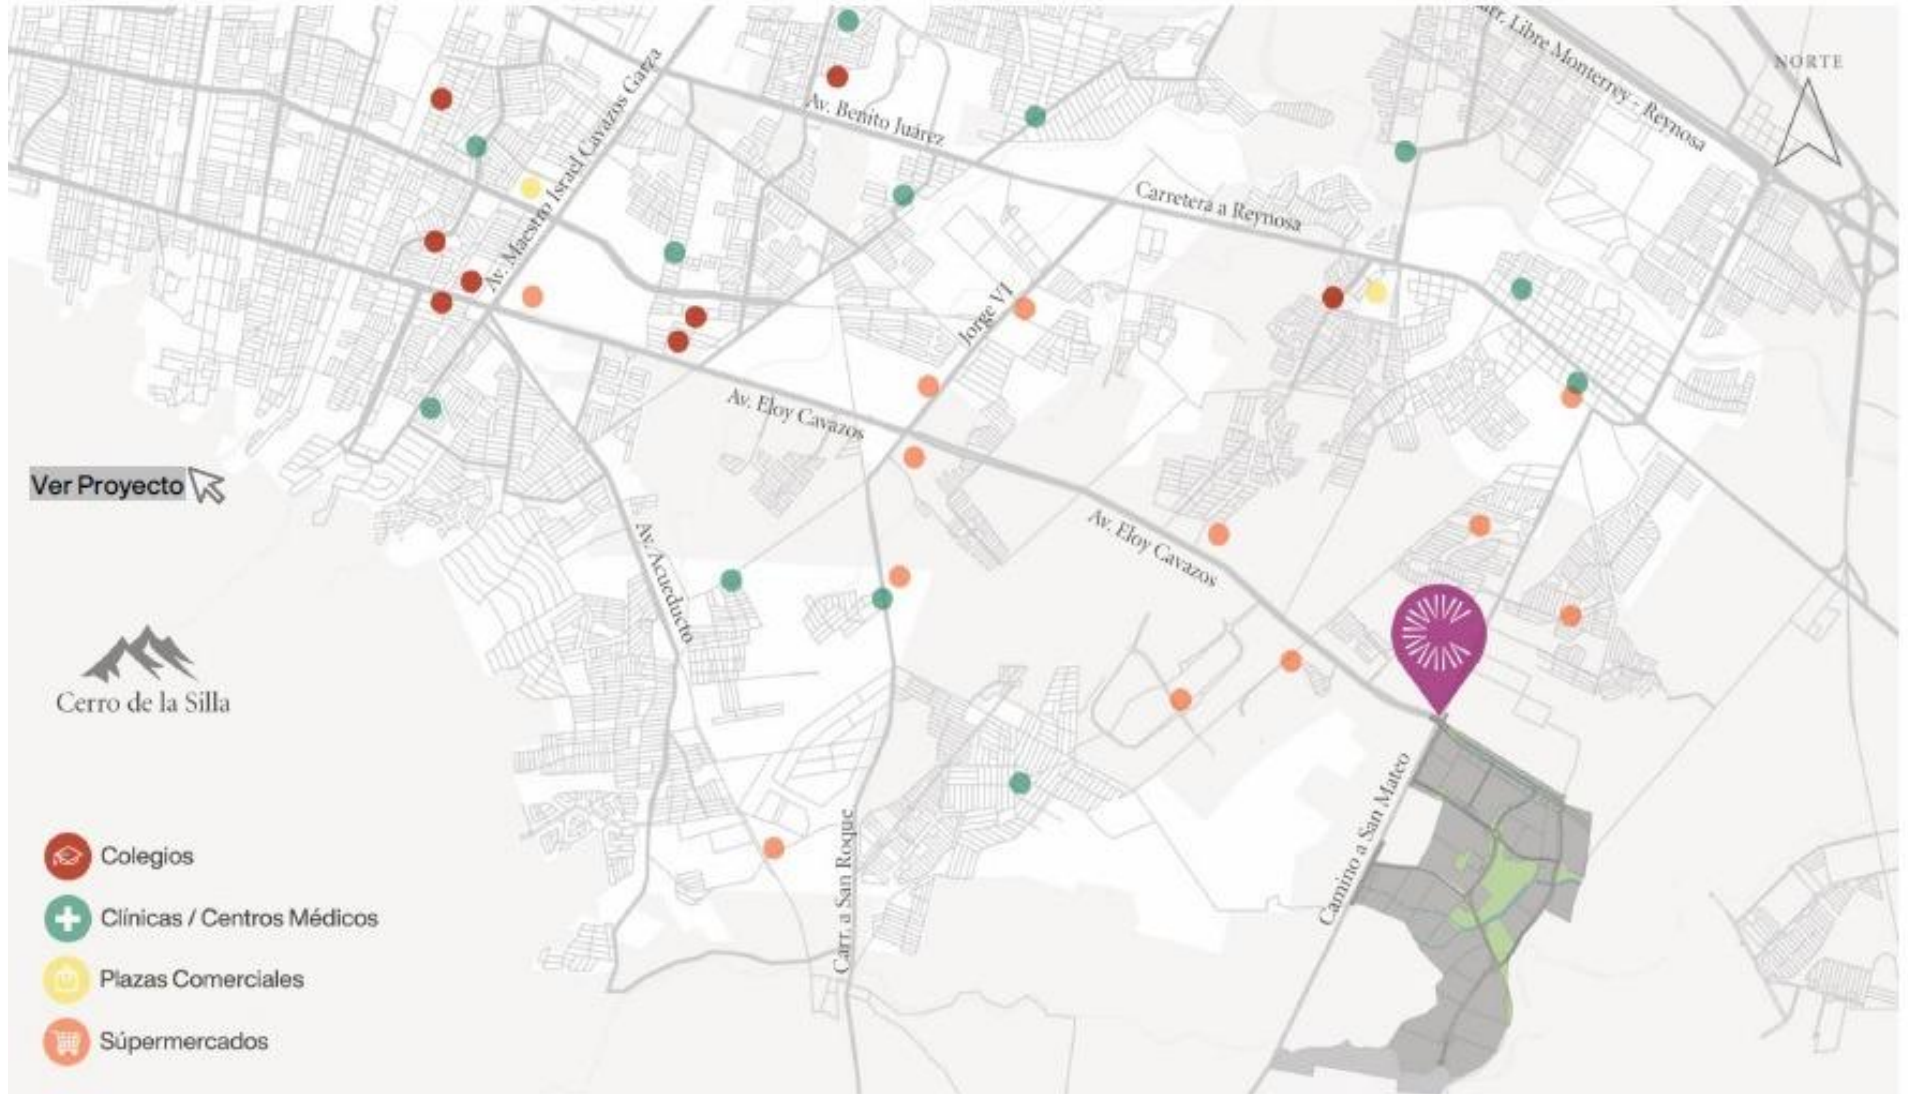 Carr. Libre Monterrey - Reynosa
NORTE
Av. Maestro Israel Cavazos Garza
Av. Benito Juárez
Carretera a Reynosa
Jorge VI
Av. Eloy Cavazos
Ver Proyecto
Av. Acueducto
Av. Eloy Cavazos
Cerro de la Silla
Camino a San Mateo
Carr. a San Roque
Colegios
Clínicas / Centros Médicos
Plazas Comerciales
Súpermercados